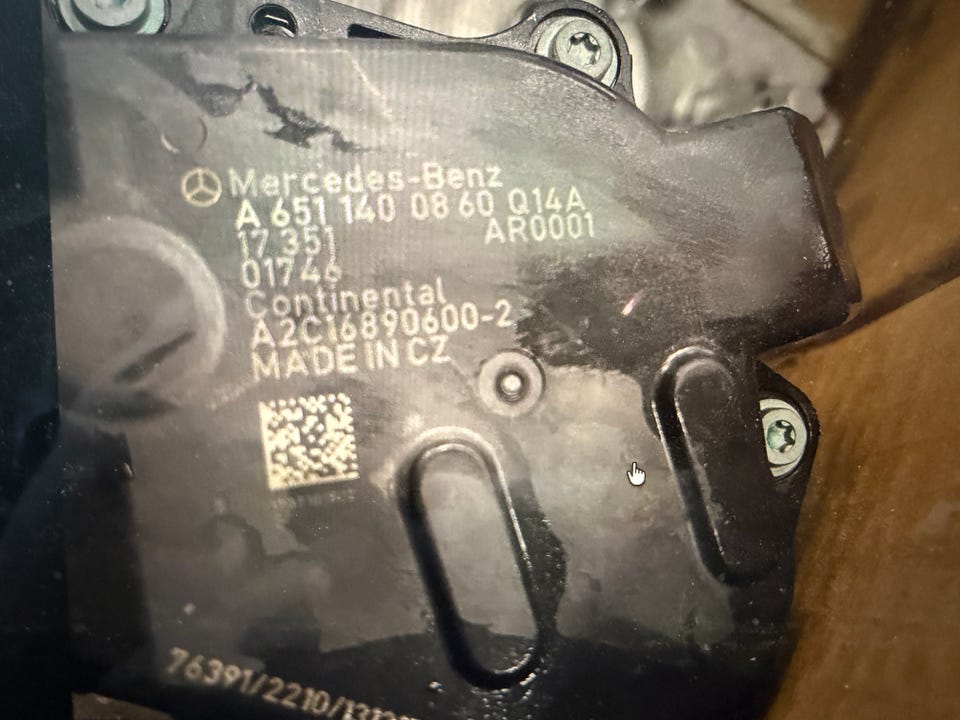 Mercedes-Benz
A 651 140 08 60 Q14A
AR0001
17.351
01746
Continental
A2C16890600-2
MADE IN CZ